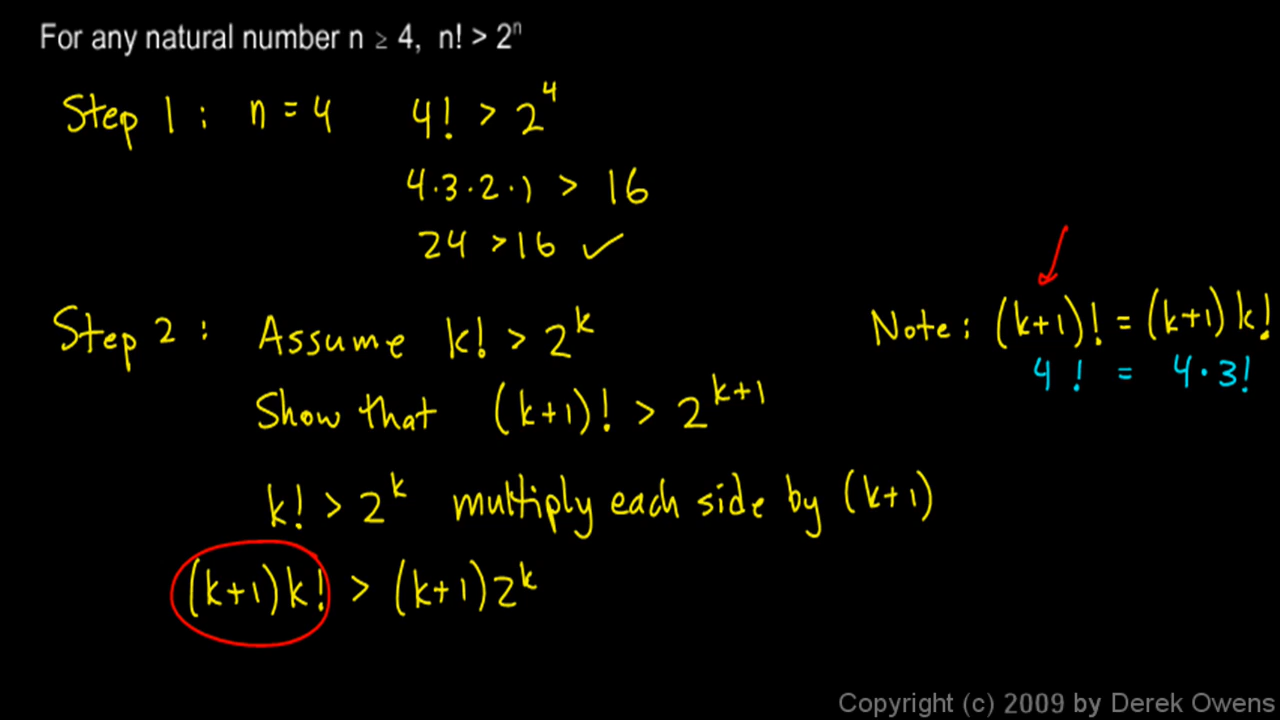 For any natural number n ≥ 4, n! > 2ⁿ
Step 1: n = 4 4! > 2⁴
4·3·2·1 > 16
24 > 16 ✓
Step 2: Assume k! > 2ᵏ
Note: (k+1)! = (k+1) k!
4! = 4·3!
Show that (k+1)! > 2ᵏ⁺¹
k! > 2ᵏ multiply each side by (k+1)
(k+1)k! > (k+1)2ᵏ
Copyright (c) 2009 by Derek Owens